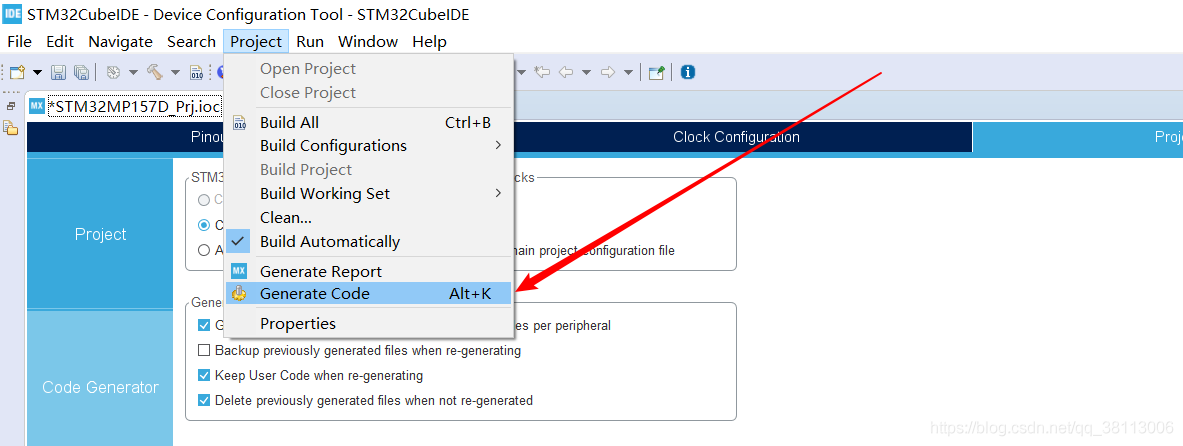 IDE STM32CubeIDE - Device Configuration Tool - STM32CubeIDE
File Edit Navigate Search Project Run Window Help
MX *STM32MP157D_Prj.ioc
Open Project
Close Project
Build All Ctrl+B
Build Configurations
Build Project
Build Working Set
Clean...
Build Automatically
MX Generate Report
Generate Code Alt+K
Properties
Pinou
Clock Configuration
Proje
Project
Code Generator
STM3
cks
C
C
A
main project configuration file
Gene
G
es per peripheral
Backup previously generated files when re-generating
Keep User Code when re-generating
Delete previously generated files when not re-generated
https://blog.csdn.net/qq_38113006